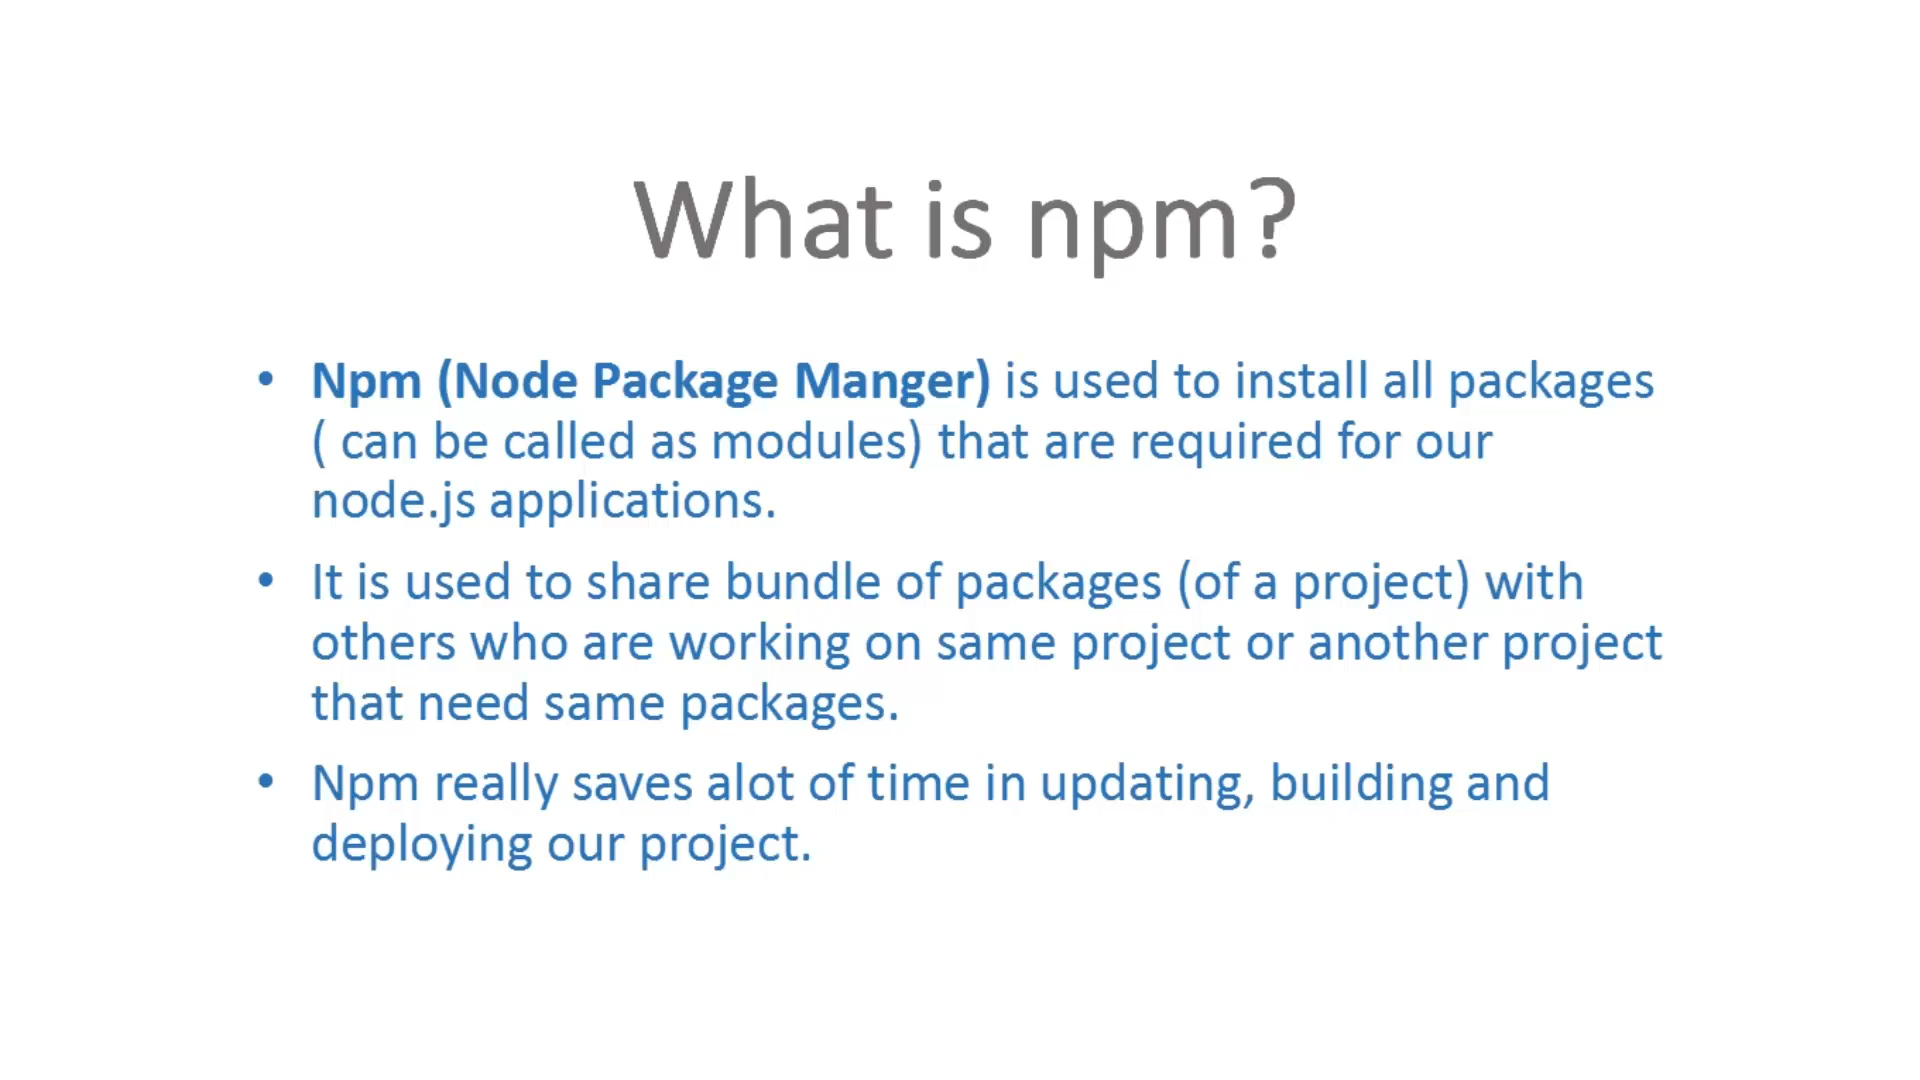 What is npm?
• Npm (Node Package Manger) is used to install all packages
( can be called as modules) that are required for our
node.js applications.
• It is used to share bundle of packages (of a project) with
others who are working on same project or another project
that need same packages.
• Npm really saves alot of time in updating, building and
deploying our project.